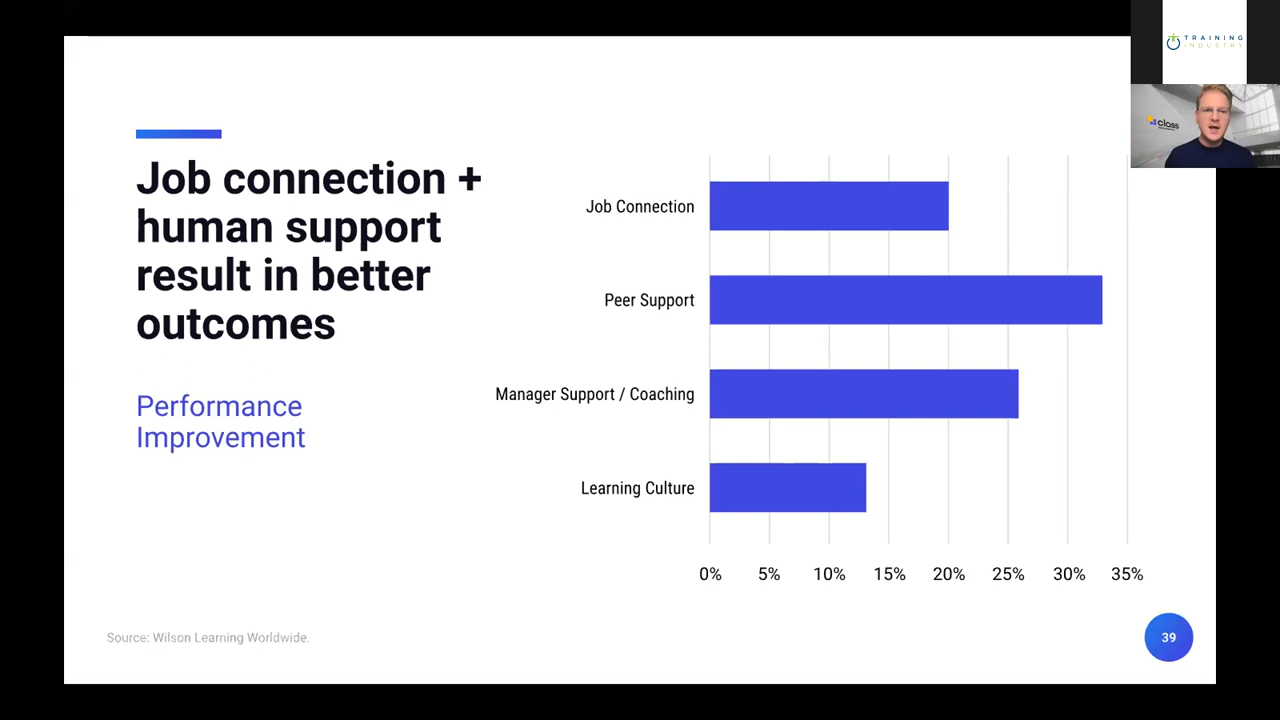 TRAINING
INDUSTRY
class
Job connection +
human support
result in better
outcomes
Performance
Improvement
Job Connection
Peer Support
Manager Support / Coaching
Learning Culture
0% 5% 10% 15% 20% 25% 30% 35%
Source: Wilson Learning Worldwide.
39